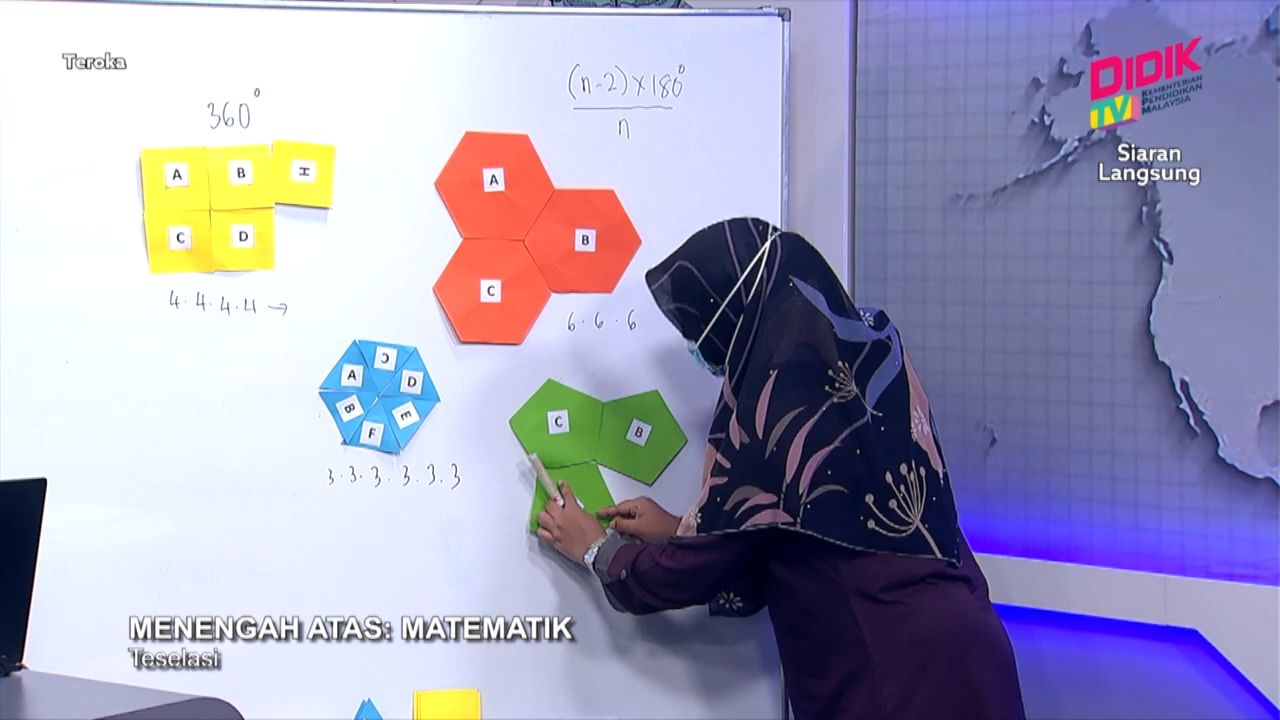 Teroka
360°
(n-2)×180°
n
A
B
H
C
D
4.4.4.4 →
A
B
C
6.6.6
A
C
D
B
E
F
3.3.3.3.3.3
C
B
DIDIK
TV
KEMENTERIAN
PENDIDIKAN
MALAYSIA
Siaran
Langsung
MENENGAH ATAS: MATEMATIK
Teselasi